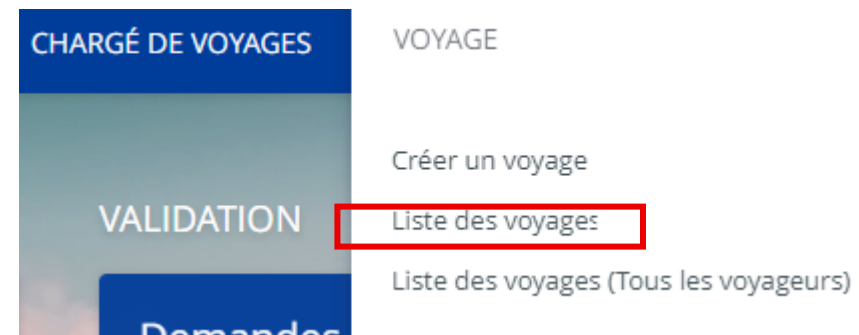 CHARGÉ DE VOYAGES
VOYAGE
Créer un voyage
VALIDATION
Liste des voyages
Liste des voyages (Tous les voyageurs)
Demandes